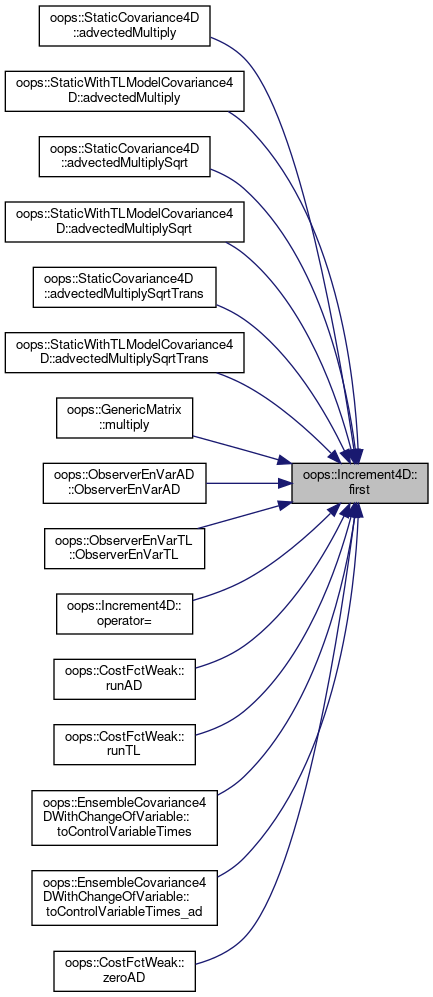 oops::StaticCovariance4D
::advectedMultiply
oops::StaticWithTLModelCovariance4
D::advectedMultiply
oops::StaticCovariance4D
::advectedMultiplySqrt
oops::StaticWithTLModelCovariance4
D::advectedMultiplySqrt
oops::StaticCovariance4D
::advectedMultiplySqrtTrans
oops::StaticWithTLModelCovariance4
D::advectedMultiplySqrtTrans
oops::GenericMatrix
::multiply
oops::ObserverEnVarAD
::ObserverEnVarAD
oops::Increment4D::
first
oops::ObserverEnVarTL
::ObserverEnVarTL
oops::Increment4D::
operator=
oops::CostFctWeak::
runAD
oops::CostFctWeak::
runTL
oops::EnsembleCovariance4
DWithChangeOfVariable::
toControlVariableTimes
oops::EnsembleCovariance4
DWithChangeOfVariable::
toControlVariableTimes_ad
oops::CostFctWeak::
zeroAD